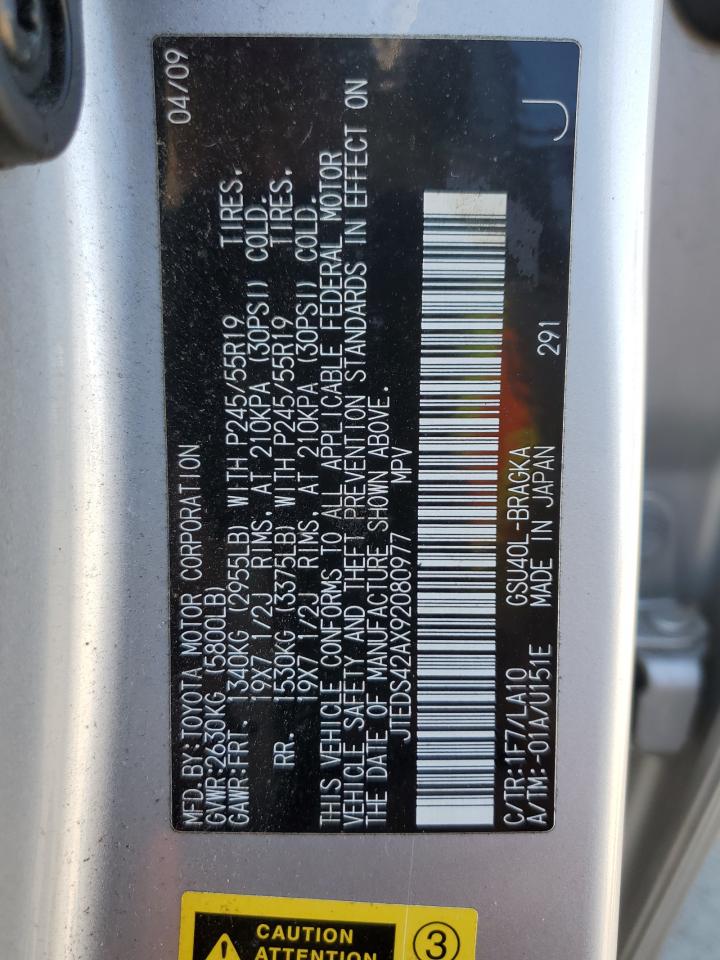 MFD.BY:TOYOTA MOTOR CORPORATION 04/09
GVWR:2630KG (5800LB)
GAWR:FRT. 1340KG (2955LB) WITH P245/55R19 TIRES,
19X7 1/2J RIMS, AT 210KPA (30PSI) COLD.
RR. 1530KG (3375LB) WITH P245/55R19 TIRES,
19X7 1/2J RIMS, AT 210KPA (30PSI) COLD.
THIS VEHICLE CONFORMS TO ALL APPLICABLE FEDERAL MOTOR
VEHICLE SAFETY AND THEFT PREVENTION STANDARDS IN EFFECT ON
THE DATE OF MANUFACTURE SHOWN ABOVE.
JTEDS42AX92080977 MPV
C/TR:1F7/LA10 GSU40L-BRAGKA
A/TM:-01A/U151E MADE IN JAPAN 291 J
CAUTION
ATTENTION
3